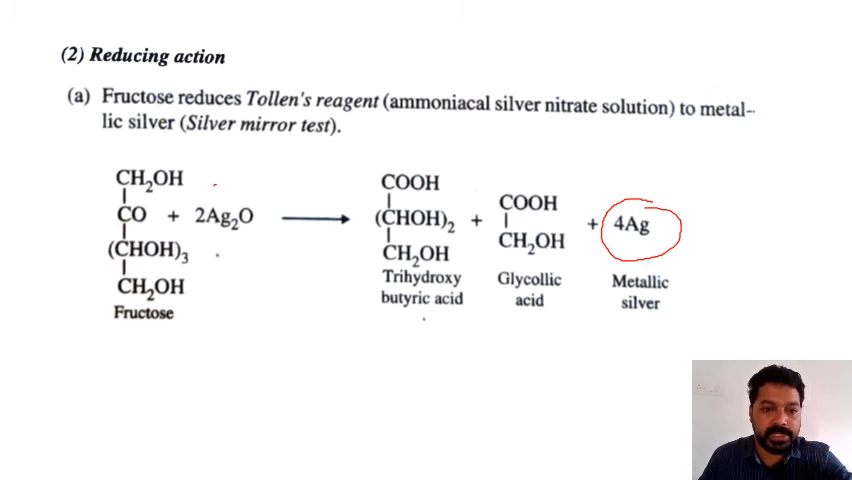 (2) Reducing action
(a) Fructose reduces Tollen's reagent (ammoniacal silver nitrate solution) to metal-
lic silver (Silver mirror test).
CH₂OH
|
CO + 2Ag₂O ⟶
|
(CHOH)₃
|
CH₂OH
Fructose
COOH
|
(CHOH)₂ +
|
CH₂OH
Trihydroxy
butyric acid
COOH
|
CH₂OH
Glycollic
acid
+ 4Ag
Metallic
silver